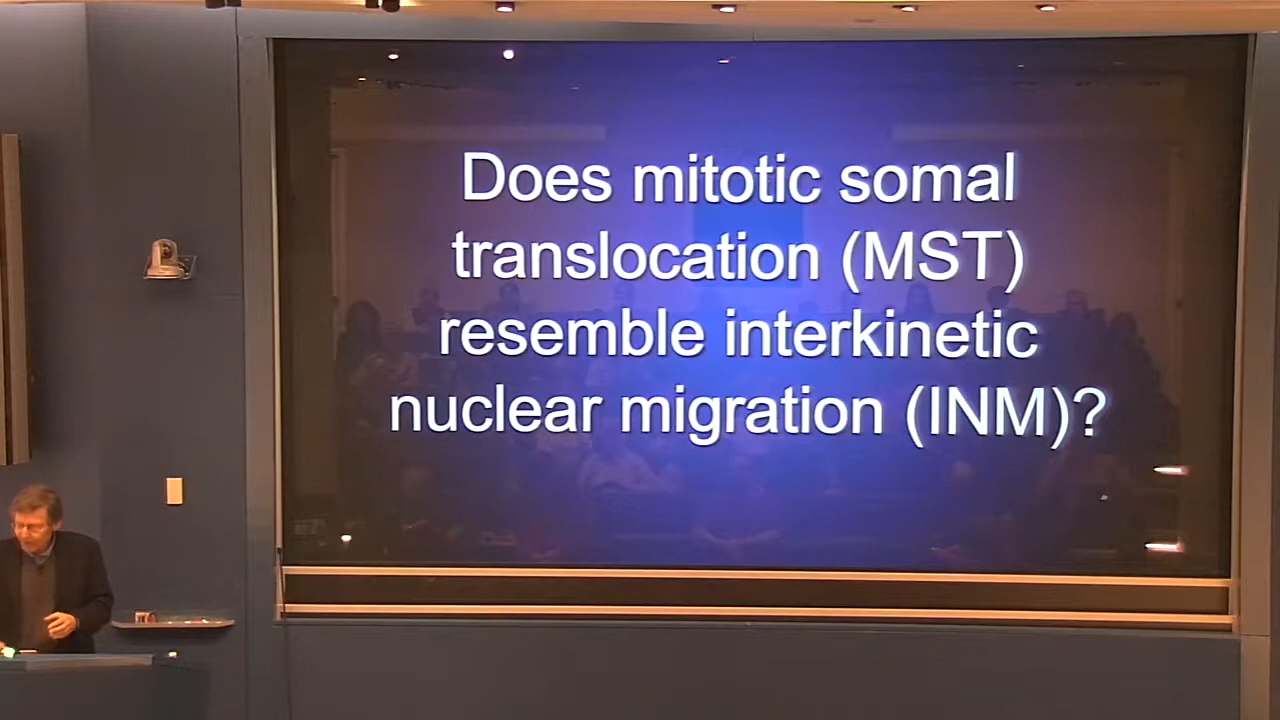 Does mitotic somal
translocation (MST)
resemble interkinetic
nuclear migration (INM)?